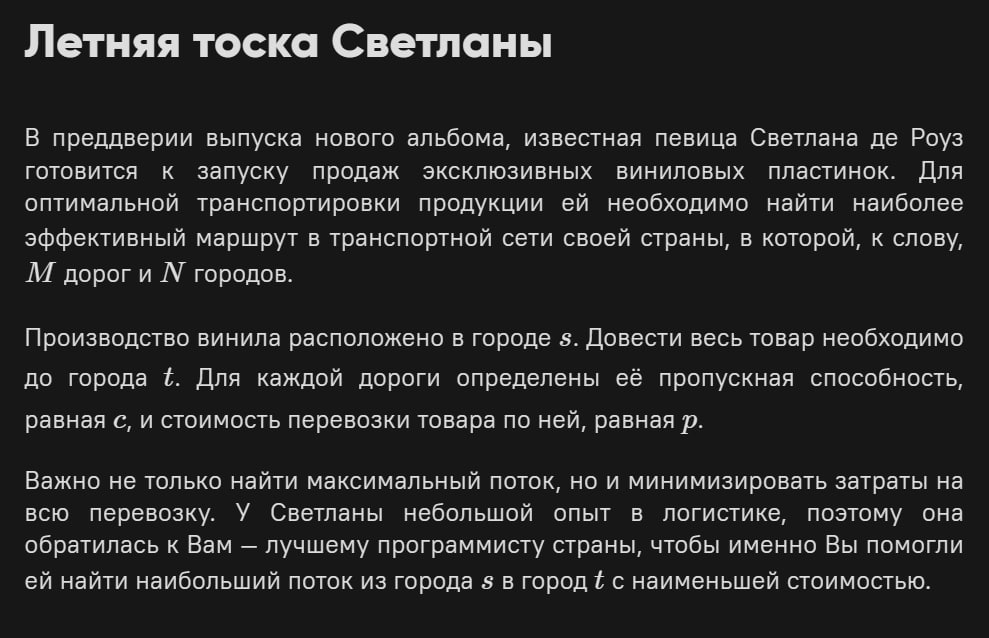 Летняя тоска Светланы
В преддверии выпуска нового альбома, известная певица Светлана де Роуз
готовится к запуску продаж эксклюзивных виниловых пластинок. Для
оптимальной транспортировки продукции ей необходимо найти наиболее
эффективный маршрут в транспортной сети своей страны, в которой, к слову,
M дорог и N городов.
Производство винила расположено в городе s. Довести весь товар необходимо
до города t. Для каждой дороги определены её пропускная способность,
равная c, и стоимость перевозки товара по ней, равная p.
Важно не только найти максимальный поток, но и минимизировать затраты на
всю перевозку. У Светланы небольшой опыт в логистике, поэтому она
обратилась к Вам — лучшему программисту страны, чтобы именно Вы помогли
ей найти наибольший поток из города s в город t с наименьшей стоимостью.